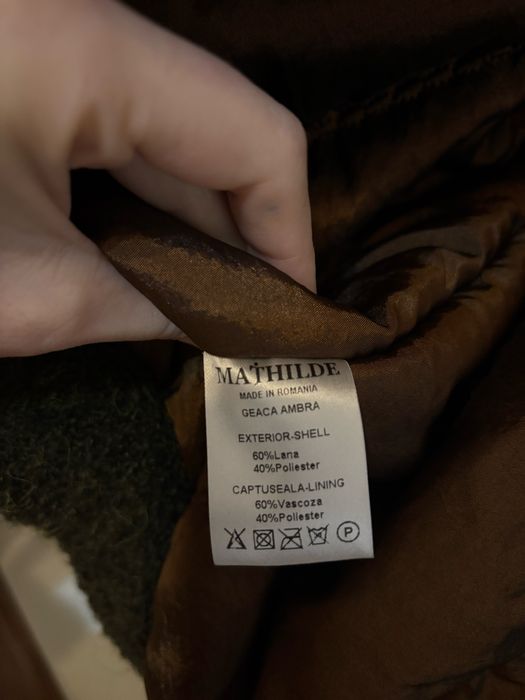 MATHILDE
MADE IN ROMANIA
GEACA AMBRA
EXTERIOR-SHELL
60%Lana
40%Poliester
CAPTUSEALA-LINING
60%Vascoza
40%Poliester
P